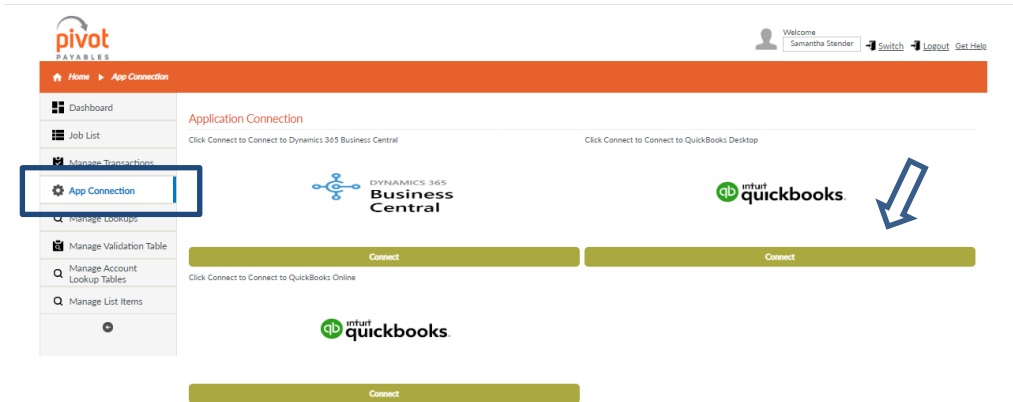 pivot
PAYABLES
Welcome
Samantha Stender
Switch
Logout
Get Help
Home
App Connection
Dashboard
Job List
Manage Transactions
App Connection
Manage Lookups
Manage Validation Table
Manage Account
Lookup Tables
Manage List Items
Application Connection
Click Connect to Connect to Dynamics 365 Business Central
DYNAMICS 365
Business
Central
Connect
Click Connect to Connect to QuickBooks Desktop
qb
intuit
quickbooks.
Connect
Click Connect to Connect to QuickBooks Online
qb
intuit
quickbooks.
Connect